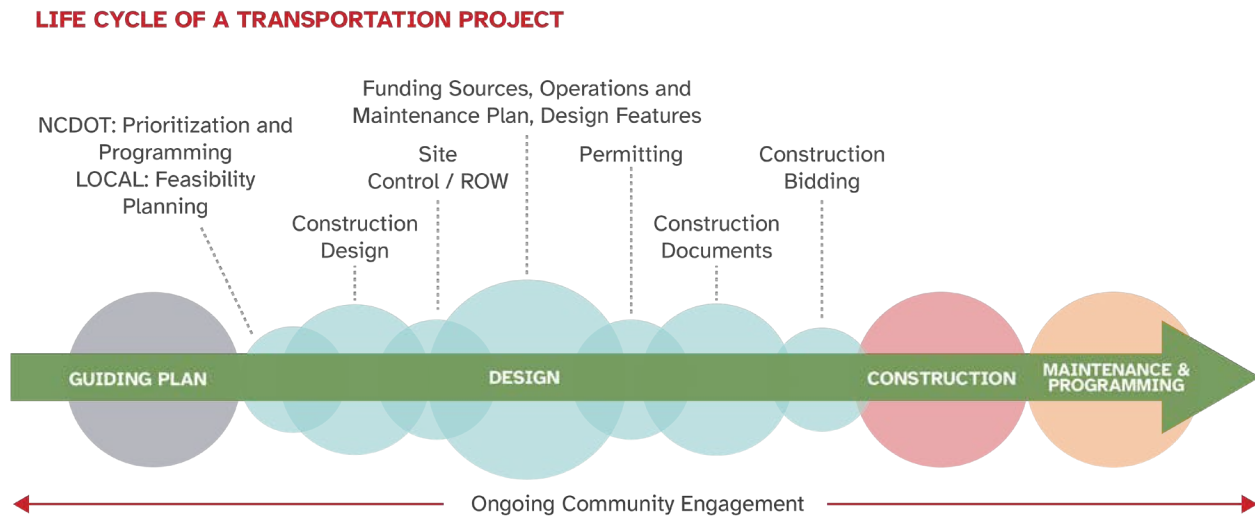 LIFE CYCLE OF A TRANSPORTATION PROJECT
NCDOT: Prioritization and
Programming
LOCAL: Feasibility
Planning
Construction
Design
Site
Control / ROW
Funding Sources, Operations and
Maintenance Plan, Design Features
Permitting
Construction
Documents
Construction
Bidding
GUIDING PLAN
DESIGN
CONSTRUCTION
MAINTENANCE &
PROGRAMMING
Ongoing Community Engagement